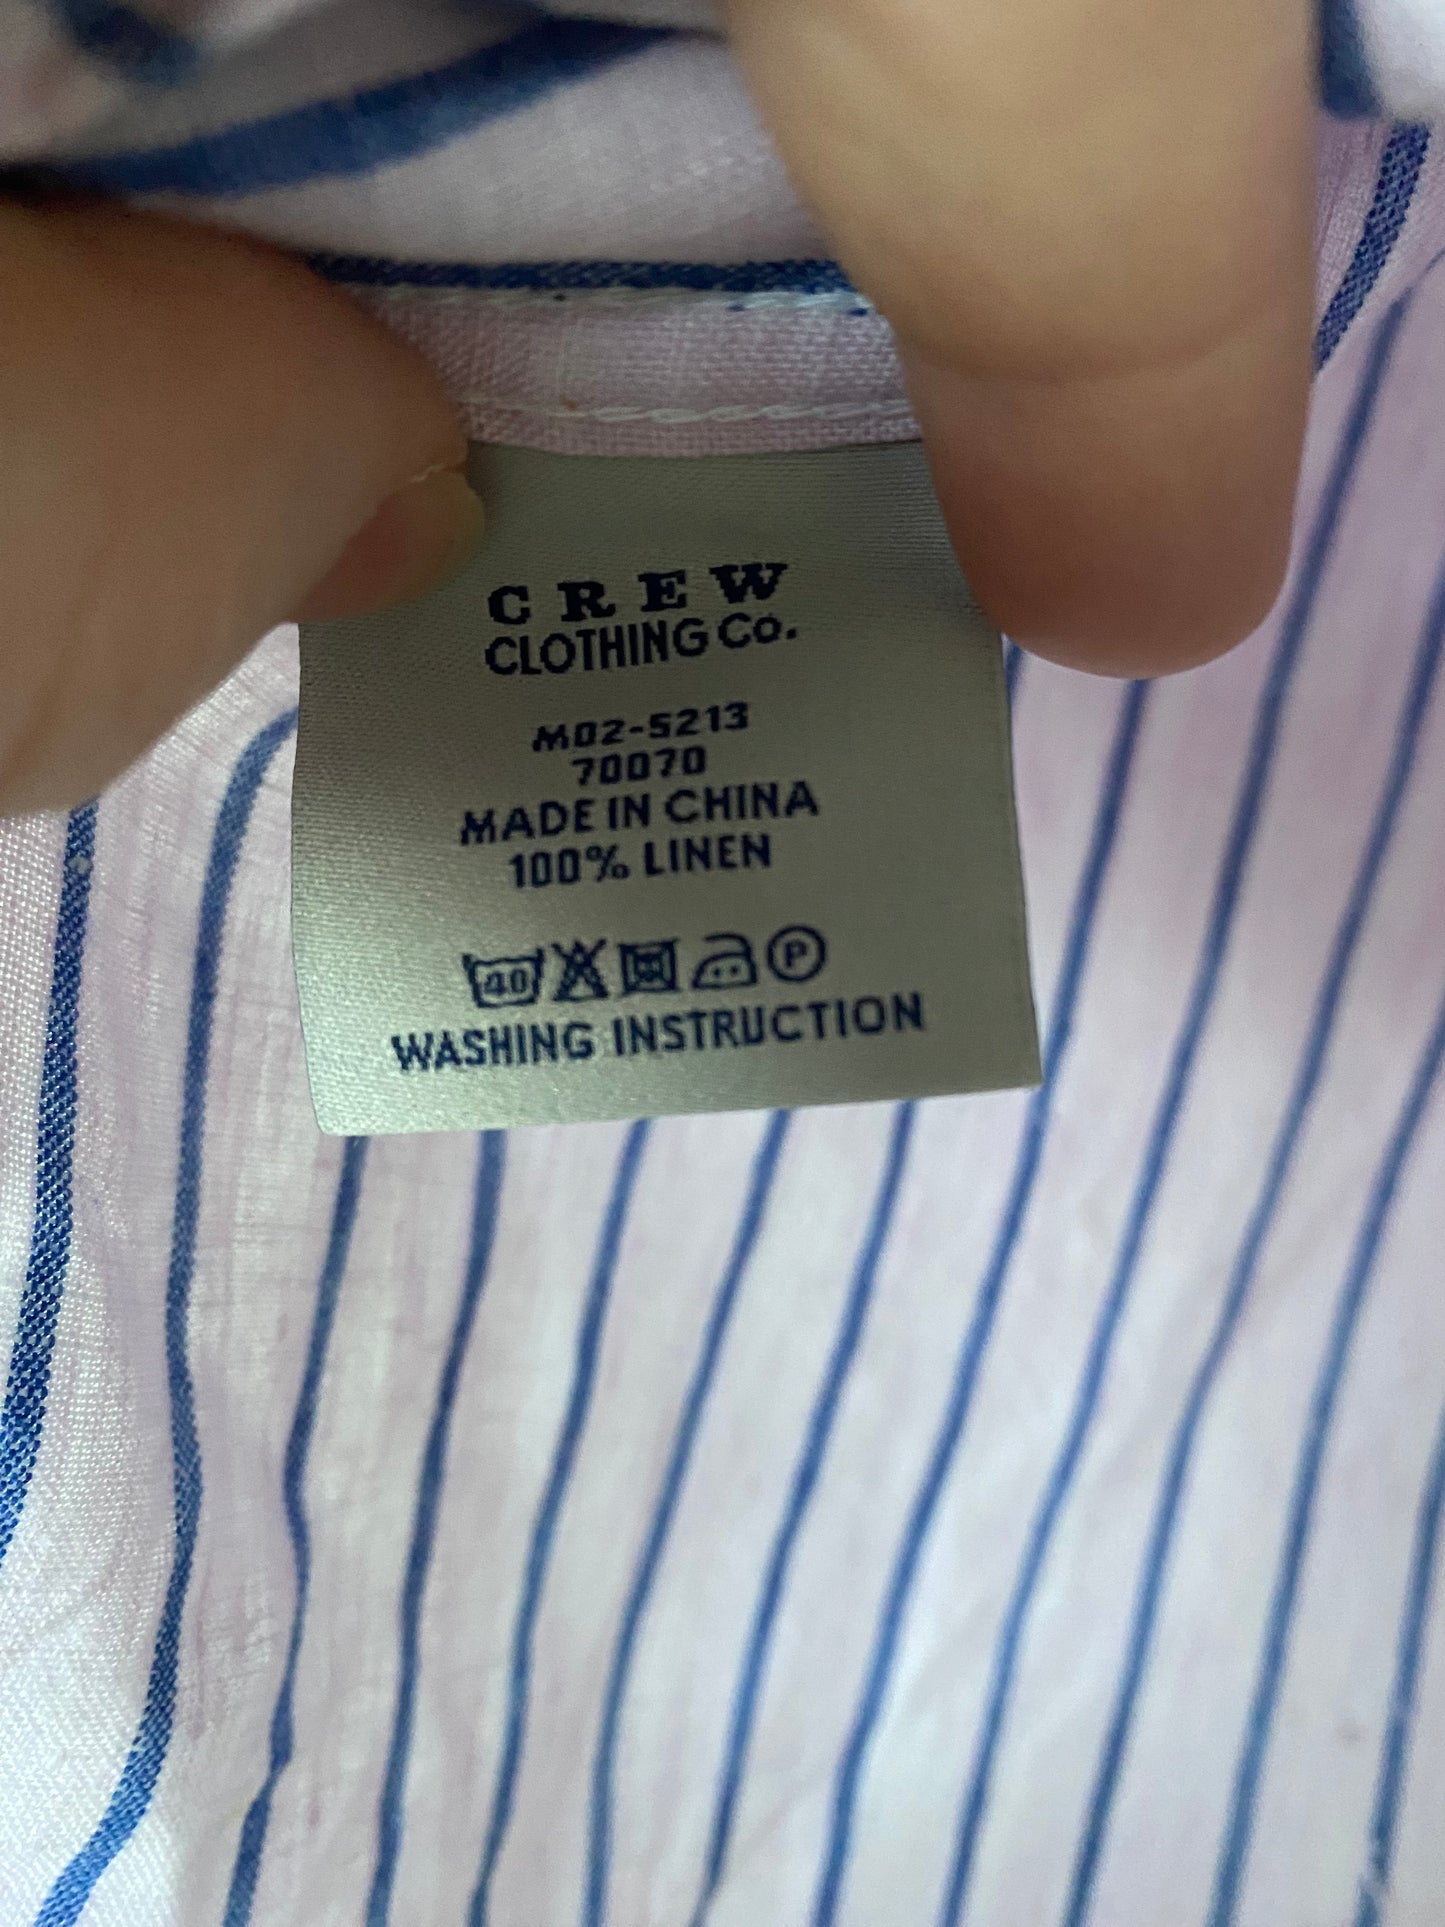 CREW
CLOTHING Co.
M02-5213
70070
MADE IN CHINA
100% LINEN
40 P
WASHING INSTRUCTION